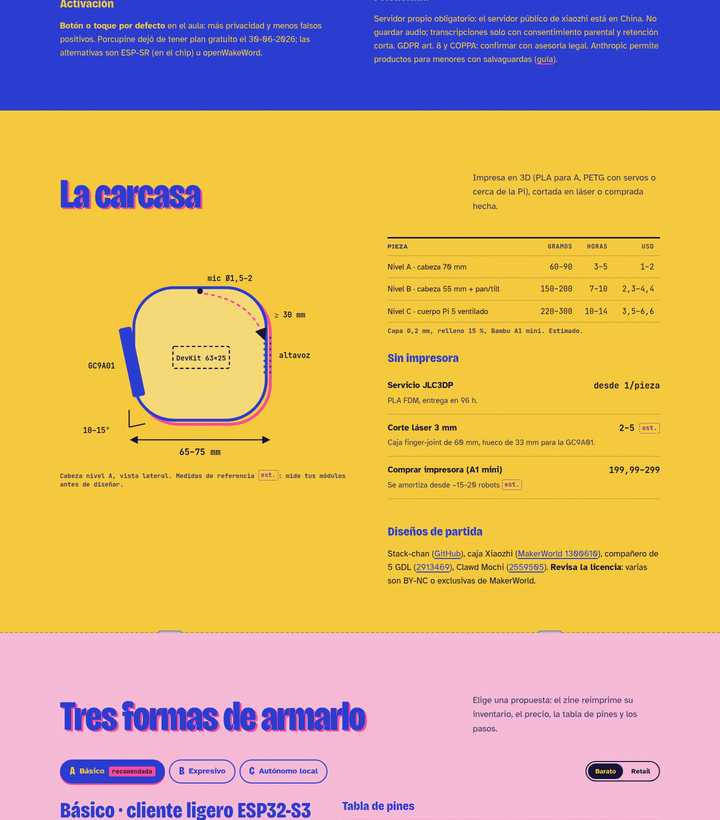 Activación
Botón o toque por defecto en el aula: más privacidad y menos falsos
positivos. Porcupine dejó de tener plan gratuito el 30-06-2026; las
alternativas son ESP-SR (en el chip) u openWakeWord.
Servidor propio obligatorio: el servidor público de xiaozhi está en China. No
guardar audio; transcripciones solo con consentimiento parental y retención
corta. GDPR art. 8 y COPPA: confirmar con asesoría legal. Anthropic permite
productos para menores con salvaguardas (guía).
La carcasa
Impresa en 3D (PLA para A, PETG con servos o
cerca de la Pi), cortada en láser o comprada
hecha.
mic Ø1,5–2
≥ 30 mm
altavoz
DevKit 63×25
GC9A01
10–15°
65–75 mm
Cabeza nivel A, vista lateral. Medidas de referencia est.: mide tus módulos
antes de diseñar.
PIEZA GRAMOS HORAS USD
Nivel A · cabeza 70 mm 60–90 3–5 1–2
Nivel B · cabeza 55 mm + pan/tilt 150–200 7–10 2,3–4,4
Nivel C · cuerpo Pi 5 ventilado 220–300 10–14 3,5–6,6
Capa 0,2 mm, relleno 15 %, Bambu A1 mini. Estimado.
Sin impresora
Servicio JLC3DP desde 1/pieza
PLA FDM, entrega en 96 h.
Corte láser 3 mm 2–5 est.
Caja finger-joint de 60 mm, hueco de 33 mm para la GC9A01.
Comprar impresora (A1 mini) 199,99–299
Se amortiza desde ~15–20 robots est.
Diseños de partida
Stack-chan (GitHub), caja Xiaozhi (MakerWorld 1300610), compañero de
5 GDL (2913469), Clawd Mochi (2559505). Revisa la licencia: varias
son BY-NC o exclusivas de MakerWorld.
Tres formas de armarlo
Elige una propuesta: el zine reimprime su
inventario, el precio, la tabla de pines y los
pasos.
A Básico recomendada B Expresivo C Autónomo local
Barato Retail
Básico · cliente ligero ESP32-S3
Tabla de pines